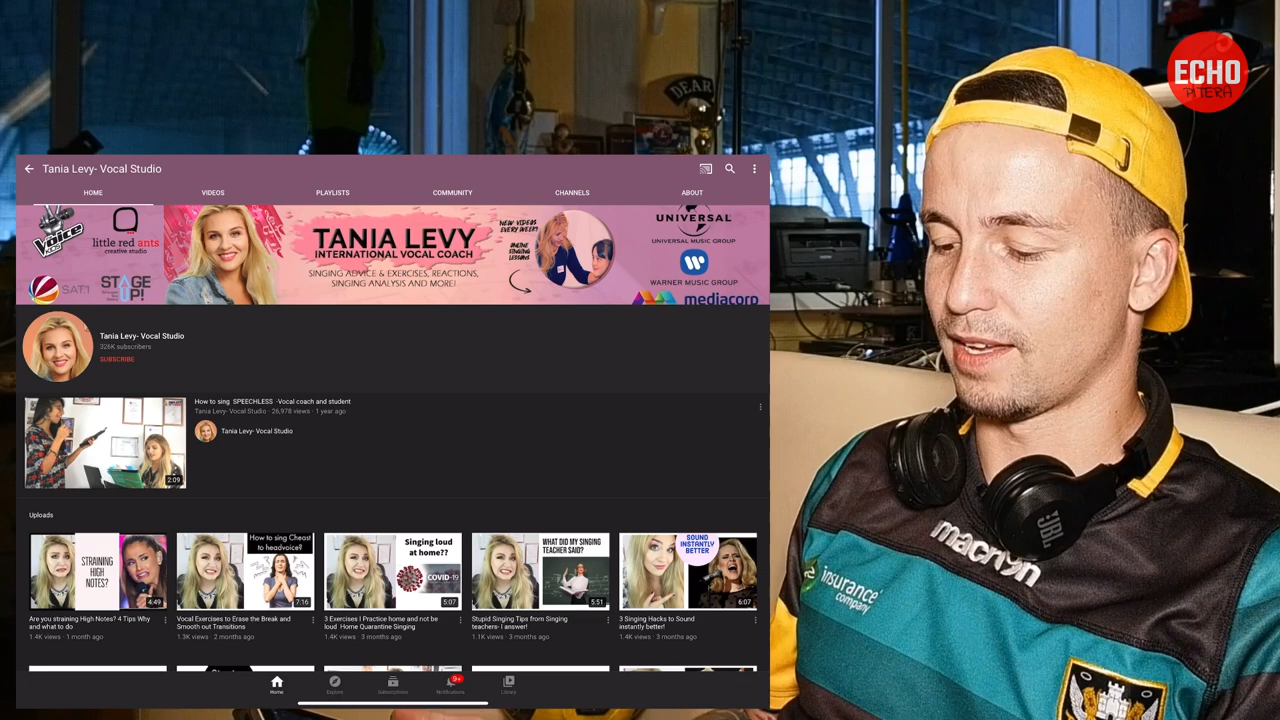 ECHO
PITERA
DEAR
Tania Levy- Vocal Studio
HOME
VIDEOS
PLAYLISTS
COMMUNITY
CHANNELS
ABOUT
The Voice
KIDS
little red ants
creative studio
SAT.1
STAGE
UP!
TANIA LEVY
INTERNATIONAL VOCAL COACH
SINGING ADVICE & EXERCISES, REACTIONS,
SINGING ANALYSIS AND MORE!
NEW VIDEOS
EVERY WEEK!
ONLINE
SINGING
LESSONS
UNIVERSAL
UNIVERSAL MUSIC GROUP
WARNER MUSIC GROUP
mediacorp
Tania Levy- Vocal Studio
326K subscribers
SUBSCRIBE
How to sing SPEECHLESS -Vocal coach and student
Tania Levy- Vocal Studio · 26,978 views · 1 year ago
Tania Levy- Vocal Studio
2:09
Uploads
STRAINING
HIGH
NOTES?
4:49
Are you straining High Notes? 4 Tips Why
and what to do
1.4K views · 1 month ago
How to sing Cheast
to headvoice?
7:16
Vocal Exercises to Erase the Break and
Smooth out Transitions
1.3K views · 2 months ago
Singing loud
at home??
COVID-19
5:07
3 Exercises I Practice home and not be
loud Home Quarantine Singing
1.4K views · 3 months ago
WHAT DID MY SINGING
TEACHER SAID?
5:51
Stupid Singing Tips from Singing
teachers- I answer!
1.1K views · 3 months ago
SOUND
INSTANTLY
BETTER
6:07
3 Singing Hacks to Sound
instantly better!
1.4K views · 3 months ago
Home
Explore
Subscriptions
9+
Notifications
Library
JBL
macron
insurance
company